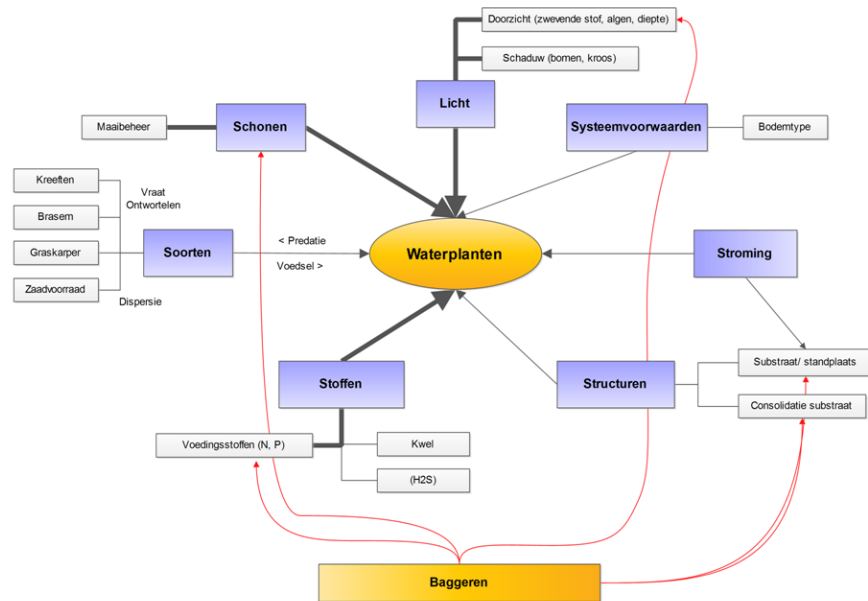 Doorzicht (zwevende stof, algen, diepte)
Schaduw (bomen, kroos)
Licht
Maaibeheer
Schonen
Systeemvoorwaarden
Bodemtype
Kreeften
Vraat
Ontwortelen
Brasem
Graskarper
Soorten
< Predatie
Voedsel >
Waterplanten
Stroming
Zaadvoorraad
Dispersie
Stoffen
Structuren
Substraat/ standplaats
Consolidatie substraat
Voedingsstoffen (N, P)
Kwel
(H2S)
Baggeren